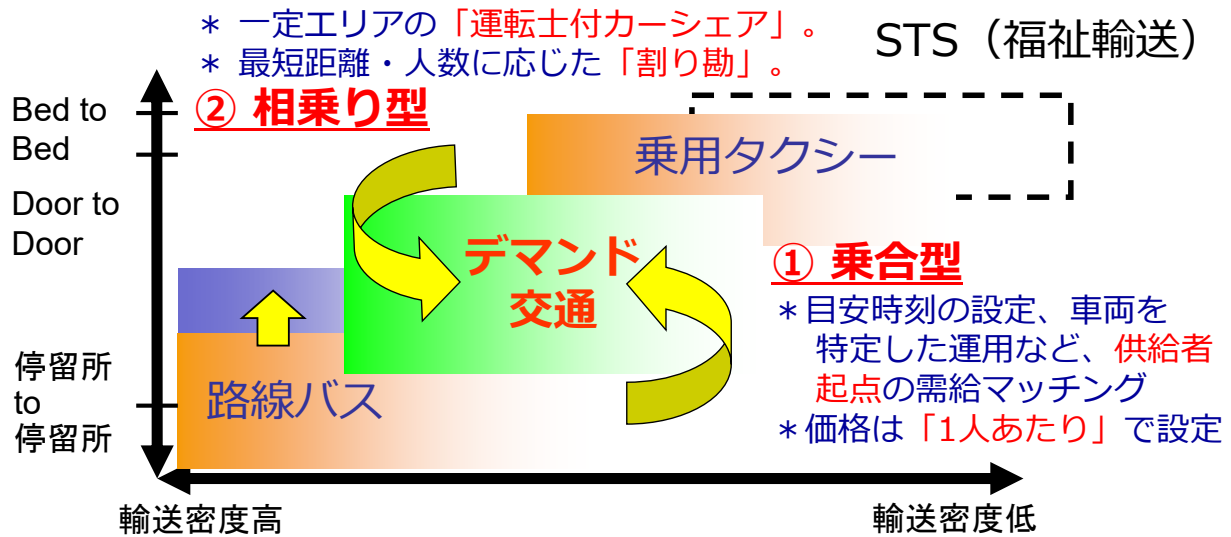 ＊ 一定エリアの「運転士付カーシェア」。
＊ 最短距離・人数に応じた「割り勘」。
STS（福祉輸送）
② 相乗り型
Bed to
Bed
Door to
Door
停留所
to
停留所
乗用タクシー
デマンド
交通
路線バス
① 乗合型
＊目安時刻の設定、車両を
特定した運用など、供給者
起点の需給マッチング
＊価格は「1人あたり」で設定
輸送密度高
輸送密度低